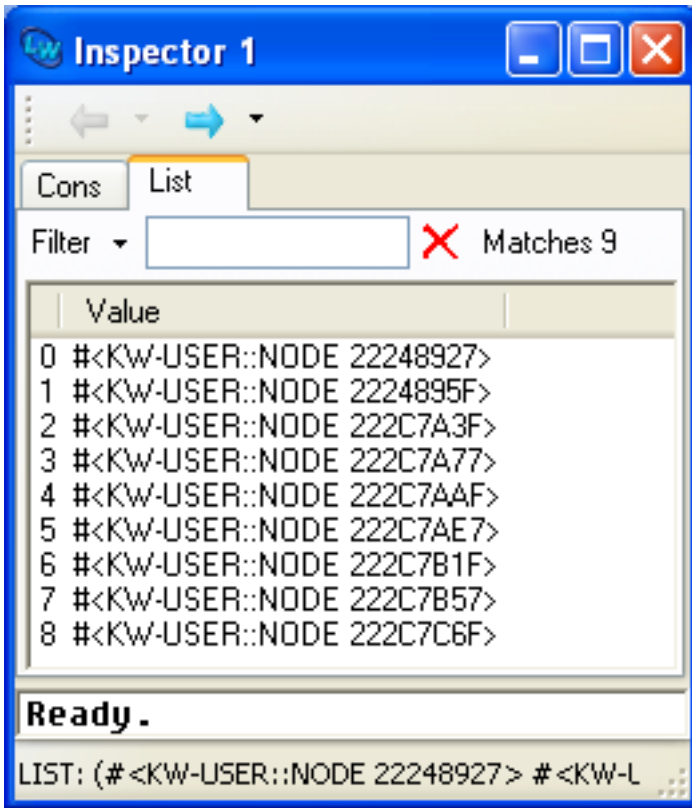 LW Inspector 1
Cons List
Filter Matches 9
Value
0 #<KW-USER::NODE 22248927>
1 #<KW-USER::NODE 2224895F>
2 #<KW-USER::NODE 222C7A3F>
3 #<KW-USER::NODE 222C7A77>
4 #<KW-USER::NODE 222C7AAF>
5 #<KW-USER::NODE 222C7AE7>
6 #<KW-USER::NODE 222C7B1F>
7 #<KW-USER::NODE 222C7B57>
8 #<KW-USER::NODE 222C7C6F>
Ready.
LIST: (#<KW-USER::NODE 22248927> #<KW-U